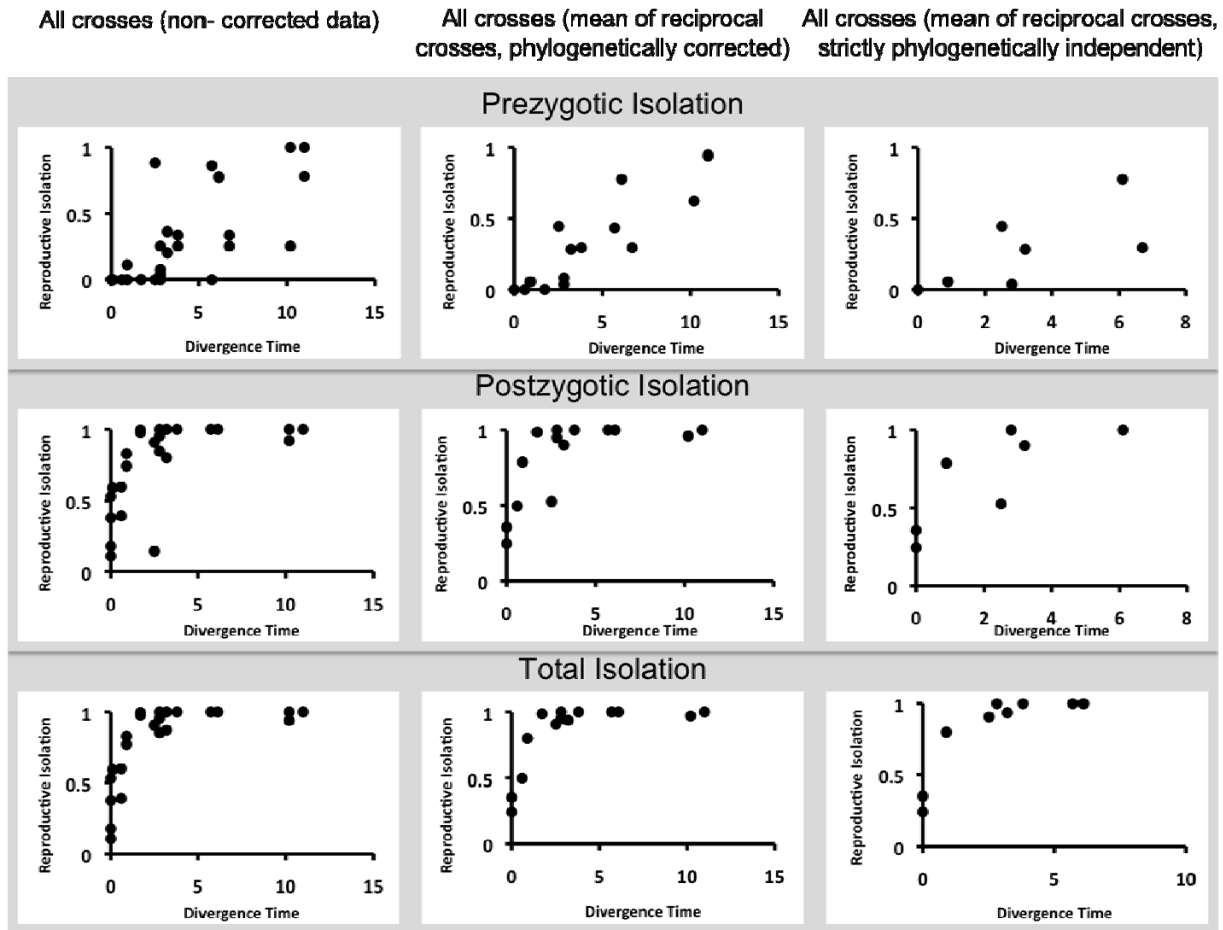 All crosses (non- corrected data)
All crosses (mean of reciprocal
crosses, phylogenetically corrected)
All crosses (mean of reciprocal crosses,
strictly phylogenetically independent)
Prezygotic Isolation
Reproductive Isolation
1
0.5
0
0 5 10 15
Divergence Time
Reproductive Isolation
1
0.5
0
0 5 10 15
Divergence Time
Reproductive Isolation
1
0.5
0
0 2 4 6 8
Divergence Time
Postzygotic Isolation
Reproductive Isolation
1
0.5
0
0 5 10 15
Divergence Time
Reproductive Isolation
1
0.5
0
0 5 10 15
Divergence Time
Reproductive Isolation
1
0.5
0
0 2 4 6 8
Divergence Time
Total Isolation
Reproductive Isolation
1
0.5
0
0 5 10 15
Divergence Time
Reproductive Isolation
1
0.5
0
0 5 10 15
Divergence Time
Reproductive Isolation
1
0.5
0
0 5 10
Divergence Time